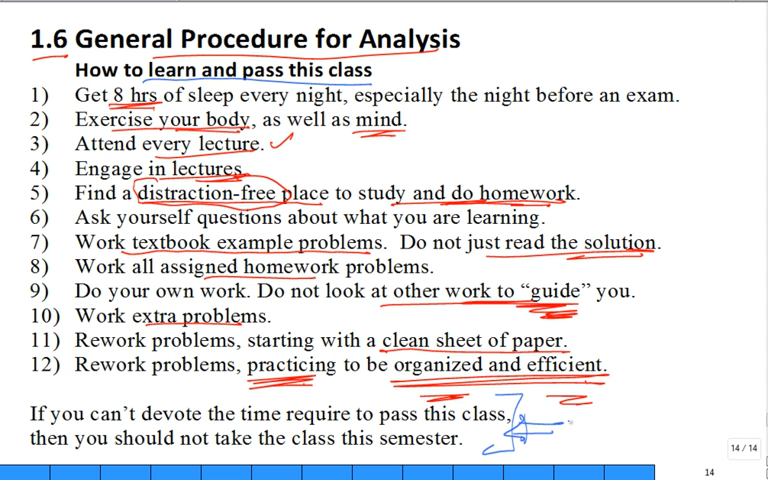 1.6 General Procedure for Analysis
How to learn and pass this class
1) Get 8 hrs of sleep every night, especially the night before an exam.
2) Exercise your body, as well as mind.
3) Attend every lecture.
4) Engage in lectures
5) Find a distraction-free place to study and do homework.
6) Ask yourself questions about what you are learning.
7) Work textbook example problems. Do not just read the solution.
8) Work all assigned homework problems.
9) Do your own work. Do not look at other work to “guide” you.
10) Work extra problems.
11) Rework problems, starting with a clean sheet of paper.
12) Rework problems, practicing to be organized and efficient.
If you can’t devote the time require to pass this class,
then you should not take the class this semester.
14 / 14
14